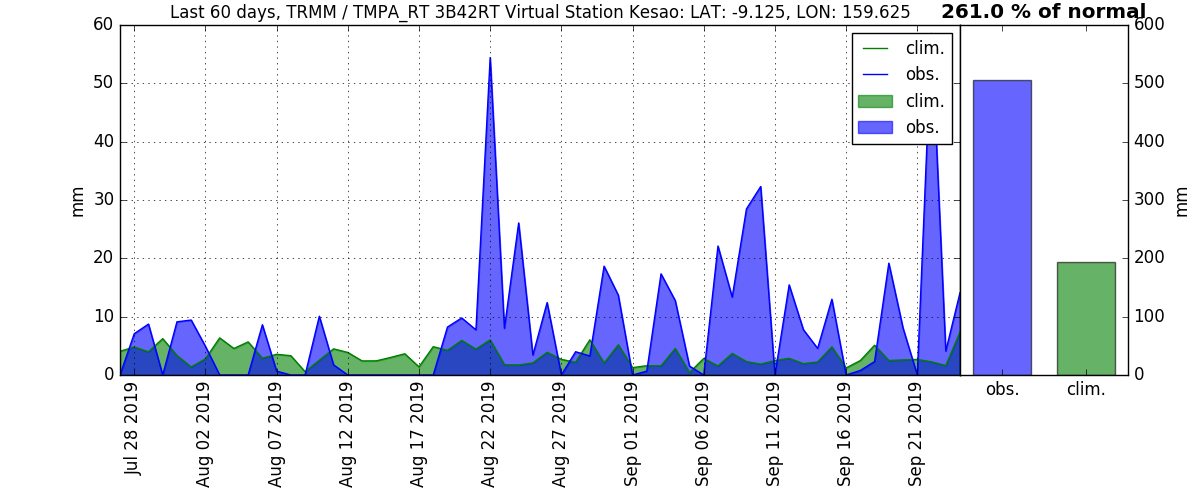 Last 60 days, TRMM / TMPA_RT 3B42RT Virtual Station Kesao: LAT: -9.125, LON: 159.625
261.0 % of normal
60
50
40
30
20
10
0
mm
clim.
obs.
clim.
obs.
600
500
400
300
200
100
0
mm
Jul 28 2019
Aug 02 2019
Aug 07 2019
Aug 12 2019
Aug 17 2019
Aug 22 2019
Aug 27 2019
Sep 01 2019
Sep 06 2019
Sep 11 2019
Sep 16 2019
Sep 21 2019
obs.
clim.